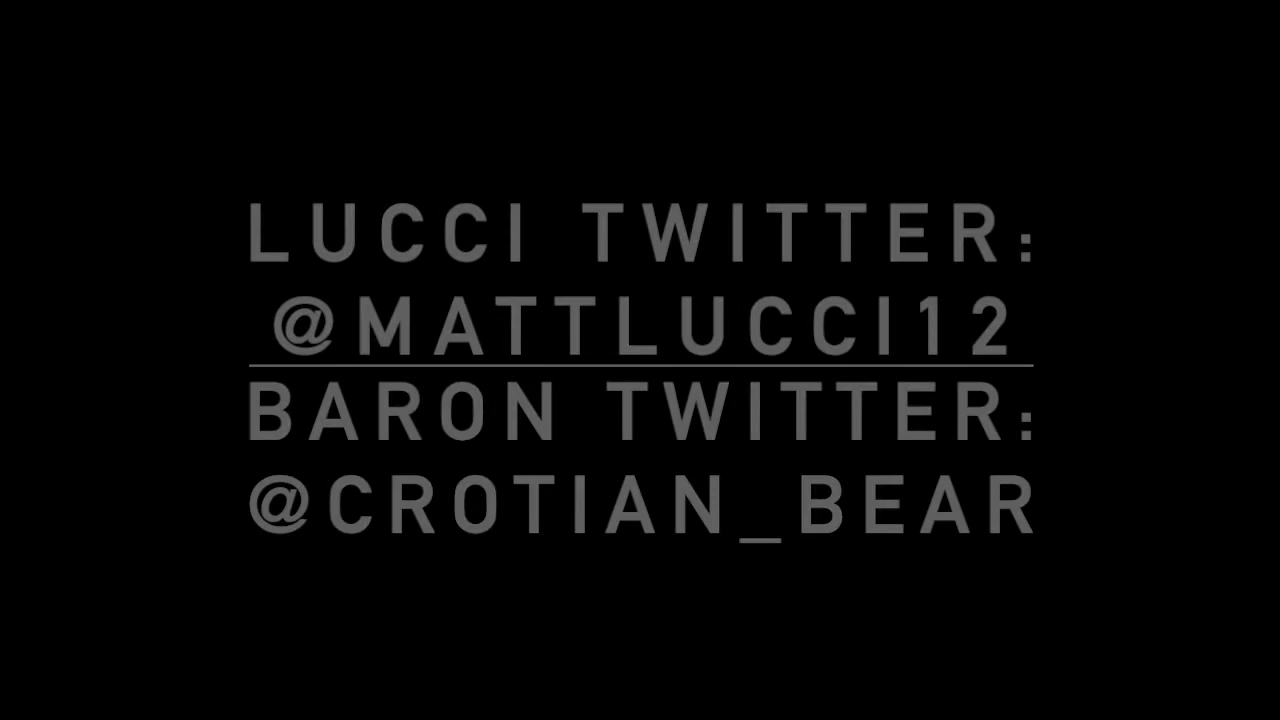 LUCCI TWITTER:
@MATTLUCCI12
BARON TWITTER:
@CROTIAN_BEAR